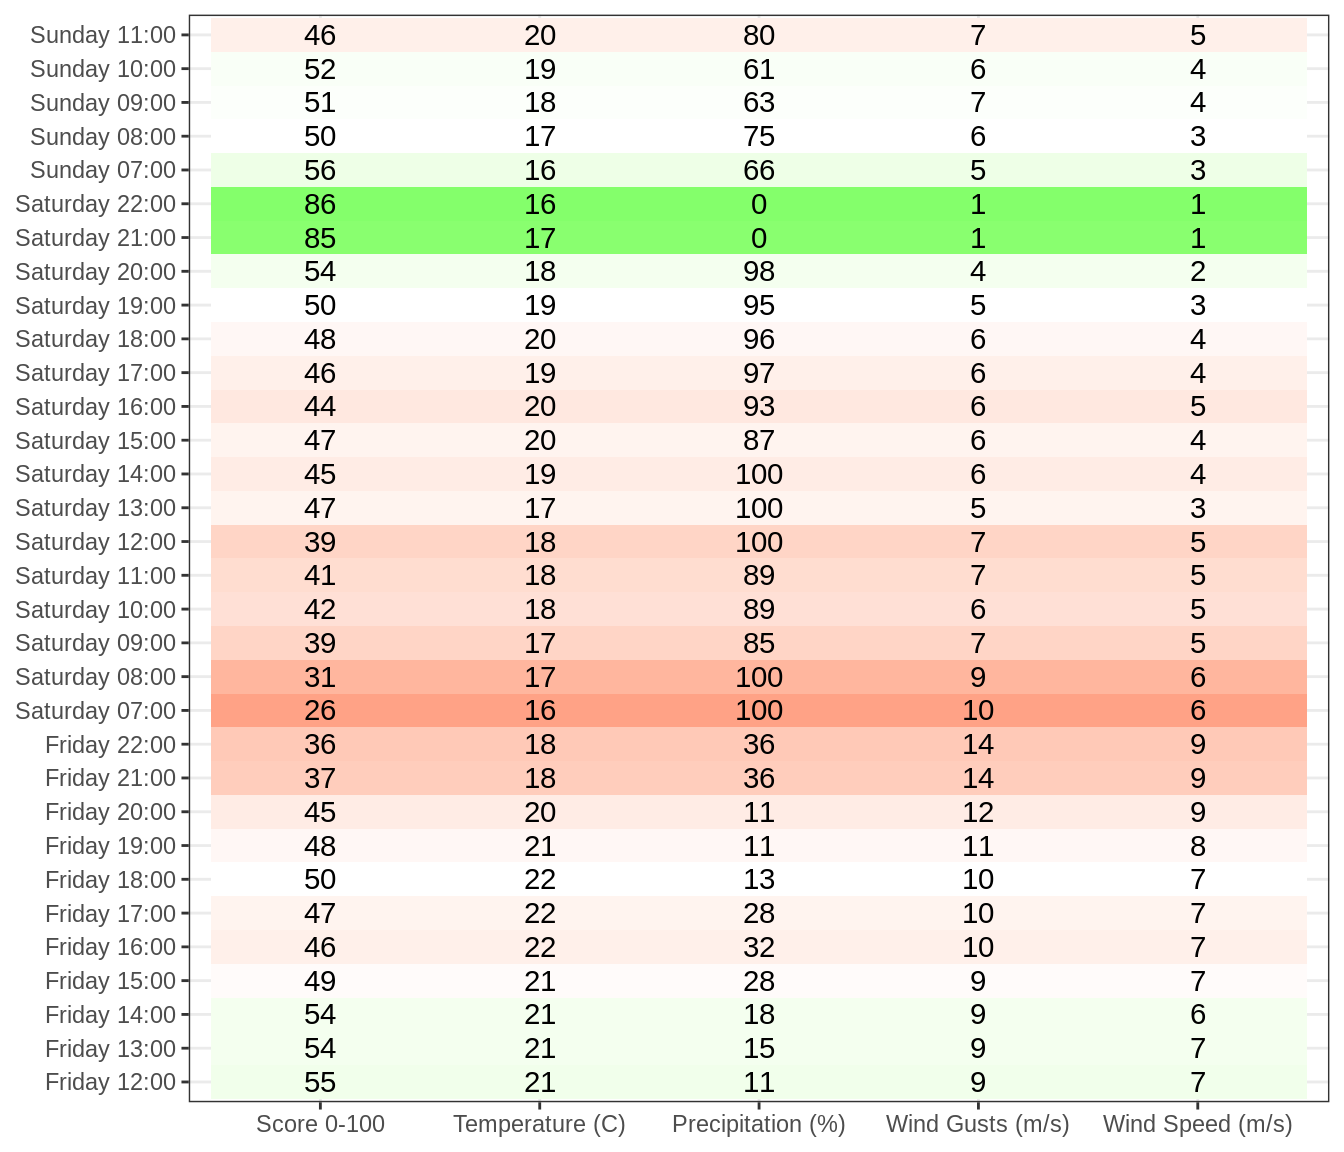 Sunday 11:00 46 20 80 7 5
Sunday 10:00 52 19 61 6 4
Sunday 09:00 51 18 63 7 4
Sunday 08:00 50 17 75 6 3
Sunday 07:00 56 16 66 5 3
Saturday 22:00 86 16 0 1 1
Saturday 21:00 85 17 0 1 1
Saturday 20:00 54 18 98 4 2
Saturday 19:00 50 19 95 5 3
Saturday 18:00 48 20 96 6 4
Saturday 17:00 46 19 97 6 4
Saturday 16:00 44 20 93 6 5
Saturday 15:00 47 20 87 6 4
Saturday 14:00 45 19 100 6 4
Saturday 13:00 47 17 100 5 3
Saturday 12:00 39 18 100 7 5
Saturday 11:00 41 18 89 7 5
Saturday 10:00 42 18 89 6 5
Saturday 09:00 39 17 85 7 5
Saturday 08:00 31 17 100 9 6
Saturday 07:00 26 16 100 10 6
Friday 22:00 36 18 36 14 9
Friday 21:00 37 18 36 14 9
Friday 20:00 45 20 11 12 9
Friday 19:00 48 21 11 11 8
Friday 18:00 50 22 13 10 7
Friday 17:00 47 22 28 10 7
Friday 16:00 46 22 32 10 7
Friday 15:00 49 21 28 9 7
Friday 14:00 54 21 18 9 6
Friday 13:00 54 21 15 9 7
Friday 12:00 55 21 11 9 7
Score 0-100 Temperature (C) Precipitation (%) Wind Gusts (m/s) Wind Speed (m/s)